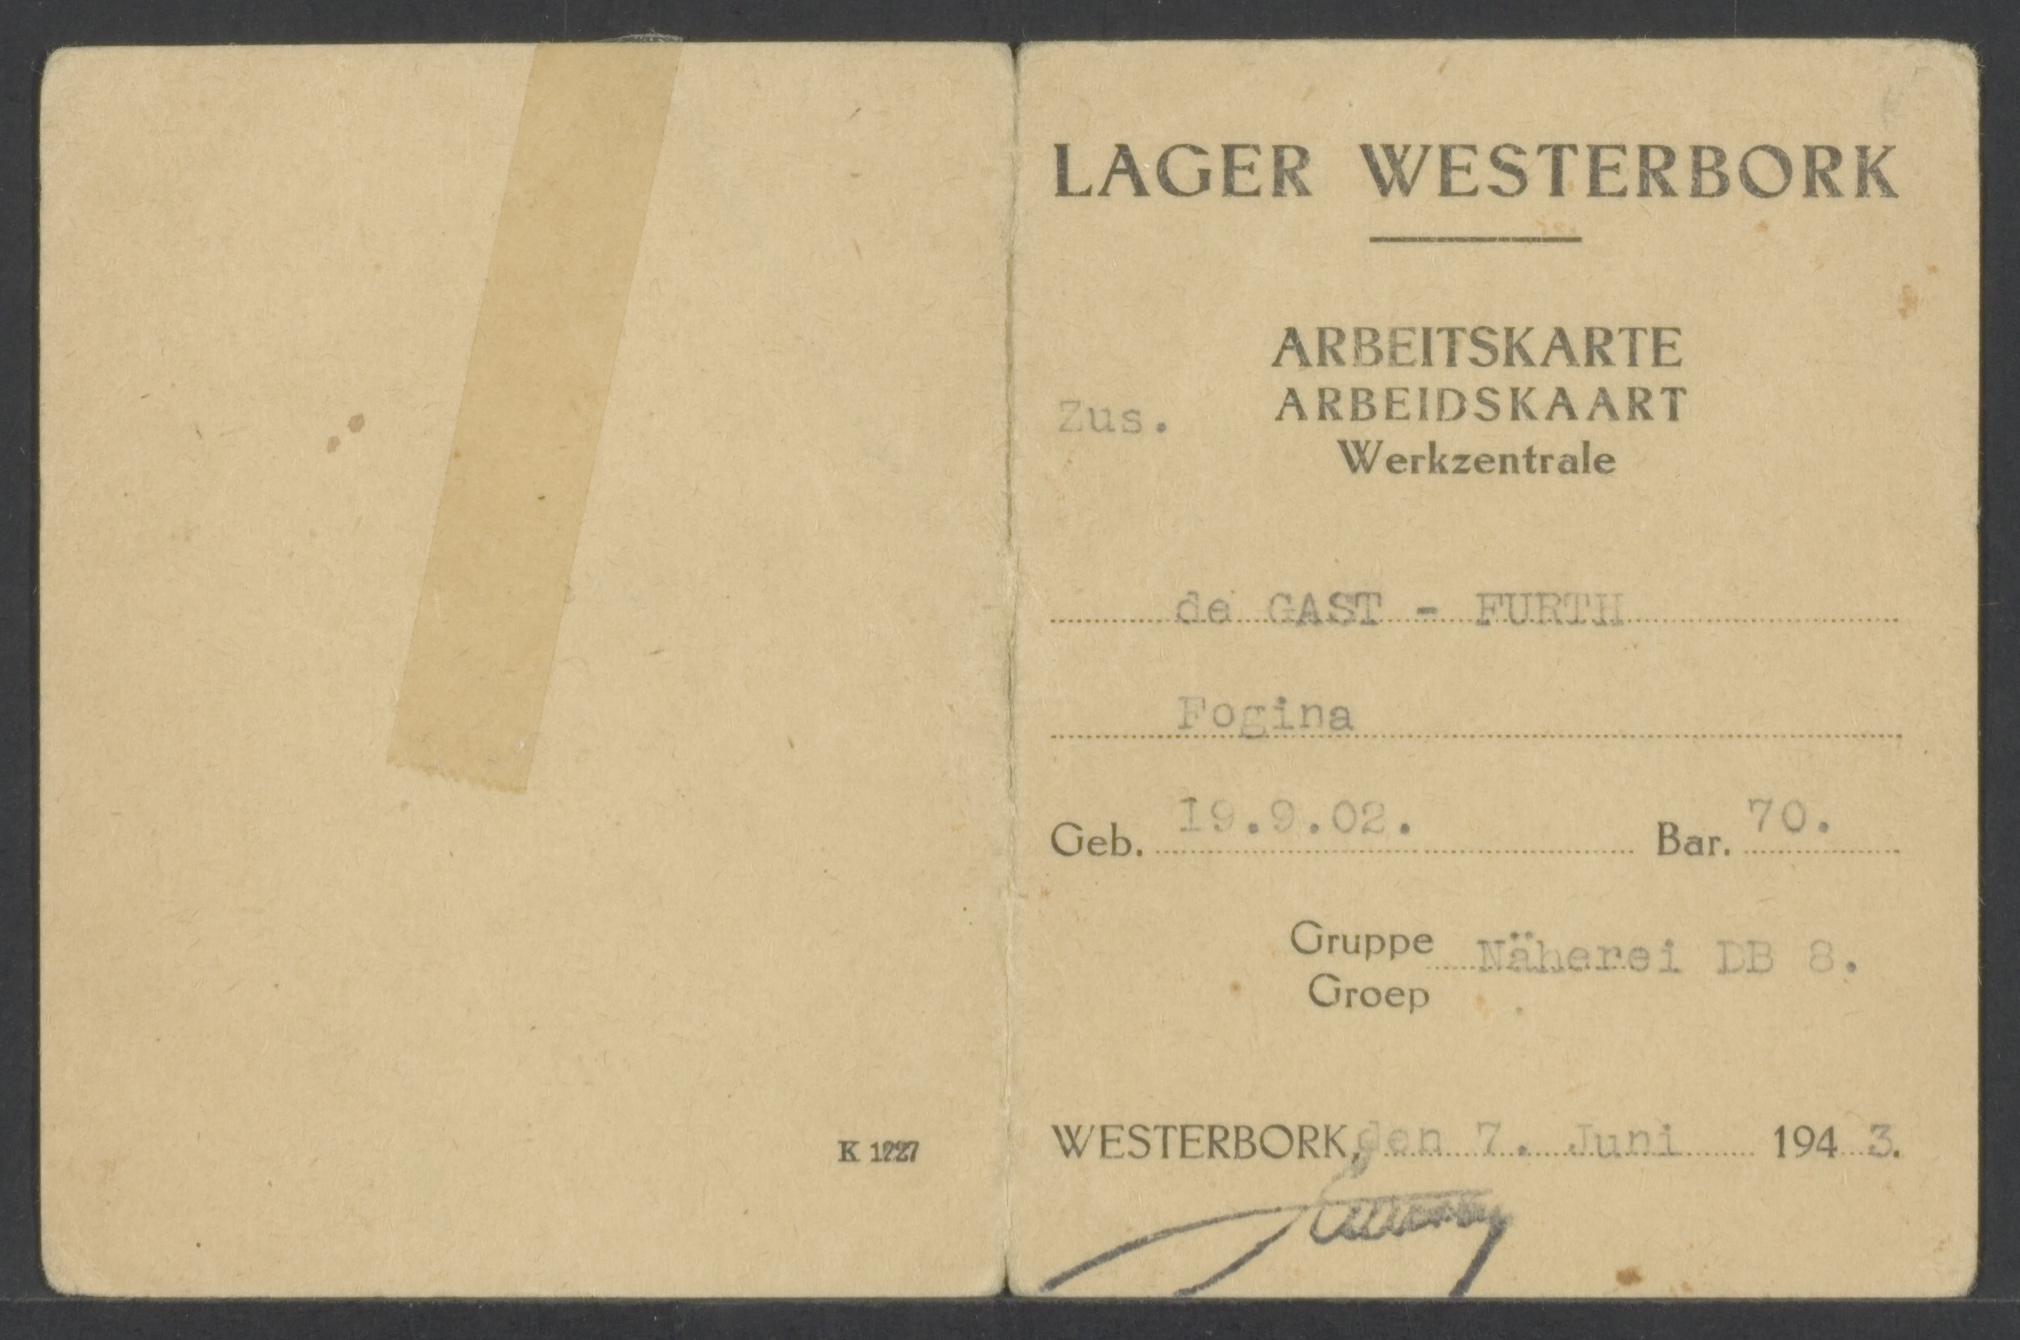 K 1227
LAGER WESTERBORK
ARBEITSKARTE
Zus. ARBEIDSKAART
Werkzentrale
de GAST - FURTH
Fogina
Geb. 19.9.02. Bar. 70.
Gruppe Näherei DB 8.
Groep
WESTERBORK, den 7. Juni 1943.